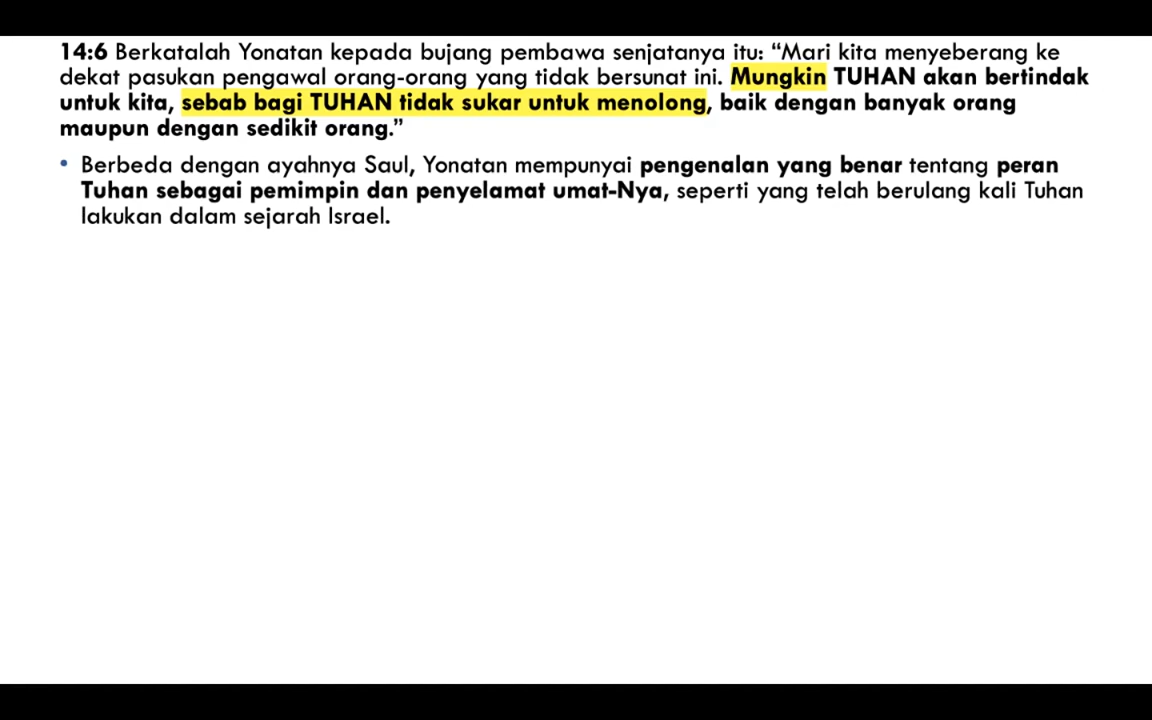 14:6 Berkatalah Yonatan kepada bujang pembawa senjatanya itu: “Mari kita menyeberang ke
dekat pasukan pengawal orang-orang yang tidak bersunat ini. Mungkin TUHAN akan bertindak
untuk kita, sebab bagi TUHAN tidak sukar untuk menolong, baik dengan banyak orang
maupun dengan sedikit orang.”
• Berbeda dengan ayahnya Saul, Yonatan mempunyai pengenalan yang benar tentang peran
Tuhan sebagai pemimpin dan penyelamat umat-Nya, seperti yang telah berulang kali Tuhan
lakukan dalam sejarah Israel.